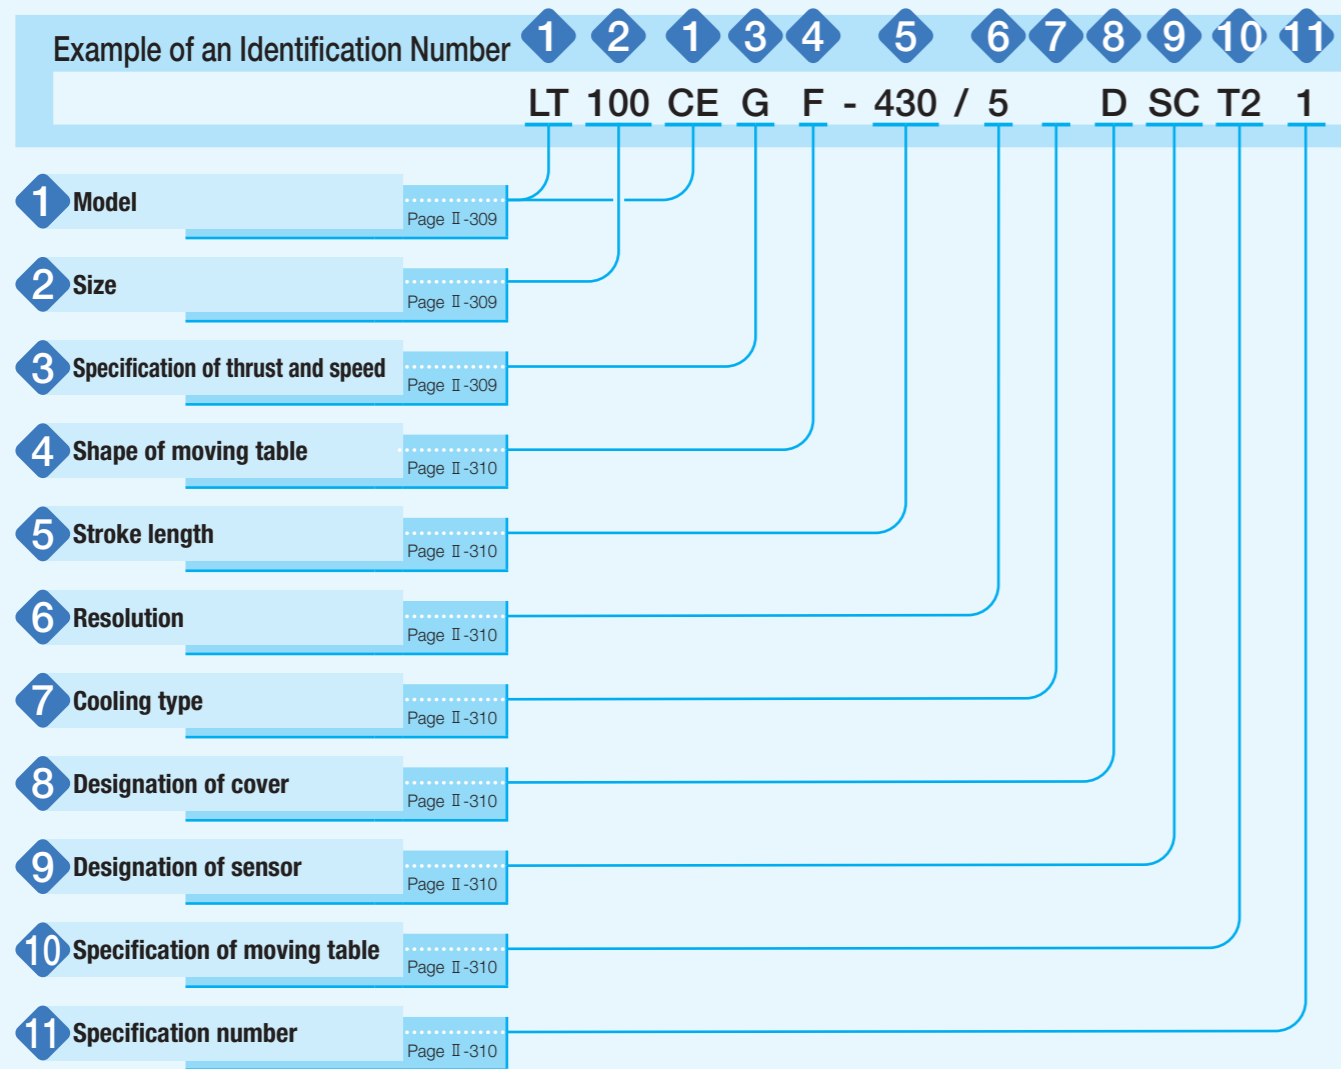 Example of an Identification Number 1 2 1 3 4 5 6 7 8 9 10 11
LT 100 CE G F - 430 / 5 D SC T2 1
1 Model Page Ⅱ-309
2 Size Page Ⅱ-309
3 Specification of thrust and speed Page Ⅱ-309
4 Shape of moving table Page Ⅱ-310
5 Stroke length Page Ⅱ-310
6 Resolution Page Ⅱ-310
7 Cooling type Page Ⅱ-310
8 Designation of cover Page Ⅱ-310
9 Designation of sensor Page Ⅱ-310
10 Specification of moving table Page Ⅱ-310
11 Specification number Page Ⅱ-310